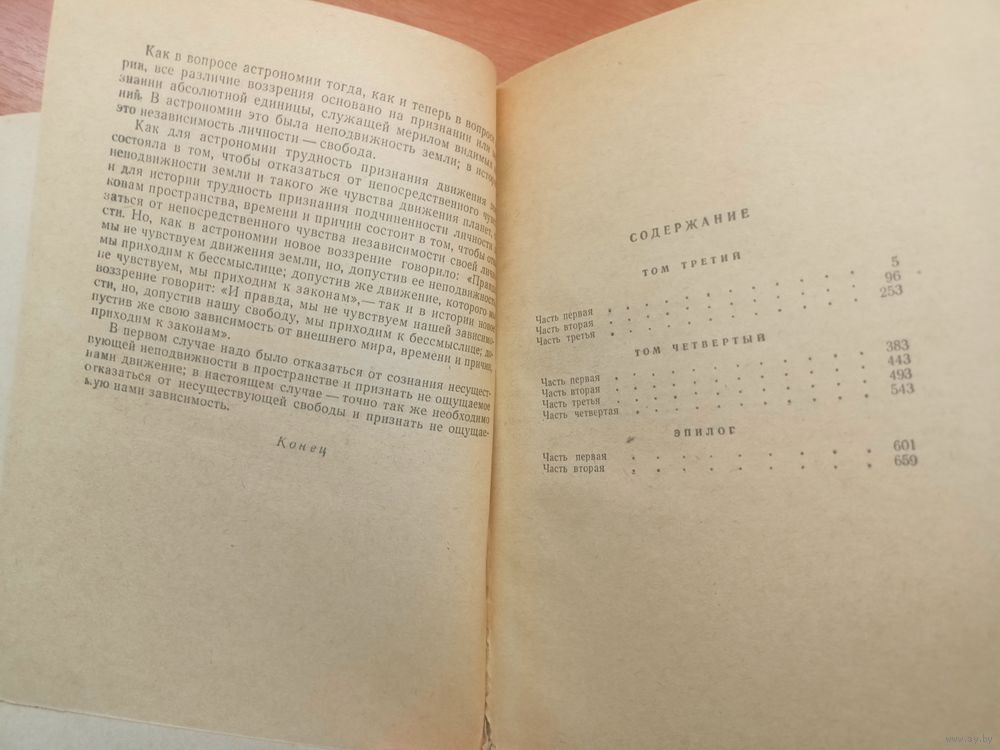 Как в вопросе астрономии тогда, как и теперь в вопросе
рии, все различие воззрения основано на признании или не
знании абсолютной единицы, служащей мерилом видимых
ний. В астрономии это была неподвижность земли; в истор
это независимость личности — свобода.
Как для астрономии трудность признания движения
состояла в том, чтобы отказаться от непосредственного чувс
неподвижности земли и такого же чувства движения планет,
и для истории трудность признания подчиненности личности
конам пространства, времени и причин состоит в том, чтобы отка
заться от непосредственного чувства независимости своей лично
сти. Но, как в астрономии новое воззрение говорило: «Правда
мы не чувствуем движения земли, но, допустив ее неподвижность
мы приходим к бессмыслице; допустив же движение, которого мы
не чувствуем, мы приходим к законам», — так и в истории новое
воззрение говорит: «И правда, мы не чувствуем нашей зависимо-
сти, но, допустив нашу свободу, мы приходим к бессмыслице; до-
пустив же свою зависимость от внешнего мира, времени и причин,
приходим к законам».
В первом случае надо было отказаться от сознания несущест-
вующей неподвижности в пространстве и признать не ощущаемое
нами движение; в настоящем случае — точно так же необходимо
отказаться от несуществующей свободы и признать не ощущае-
мую нами зависимость.
Конец
СОДЕРЖАНИЕ
ТОМ ТРЕТИЙ
Часть первая . . . . . . . . 5
Часть вторая . . . . . . . . 96
Часть третья . . . . . . . . 253
ТОМ ЧЕТВЕРТЫЙ
Часть первая . . . . . . . . 383
Часть вторая . . . . . . . . 443
Часть третья . . . . . . . . 493
Часть четвертая . . . . . . . 543
ЭПИЛОГ
Часть первая . . . . . . . . 601
Часть вторая . . . . . . . . 659
www.ay.by